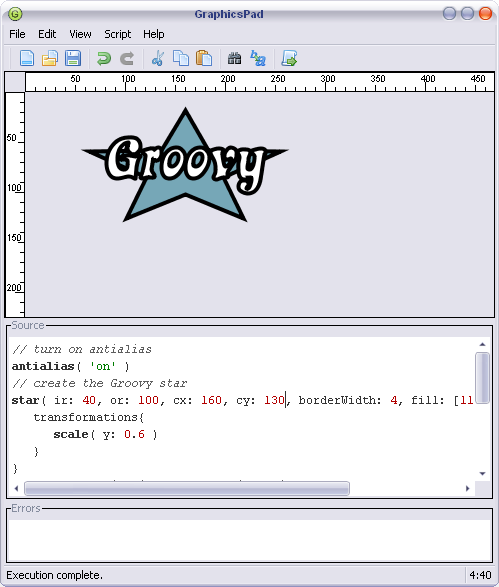 GraphicsPad
File Edit View Script Help
50 100 150 200 250 300 350 400 450
50
100
150
200
Groovy
Source
// turn on antialias
antialias( 'on' )
// create the Groovy star
star( ir: 40, or: 100, cx: 160, cy: 130, borderWidth: 4, fill: [11
transformations{
scale( y: 0.6 )
}
}
Errors
Execution complete.
4:40